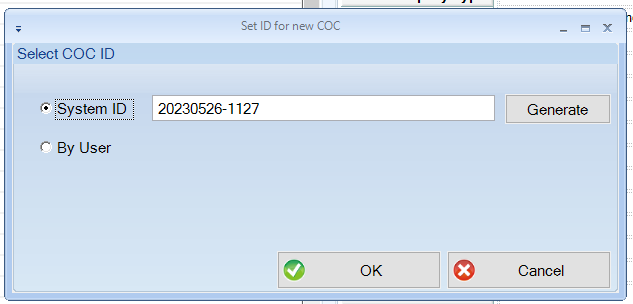 Set ID for new COC
Select COC ID
System ID 20230526-1127 Generate
By User
OK Cancel